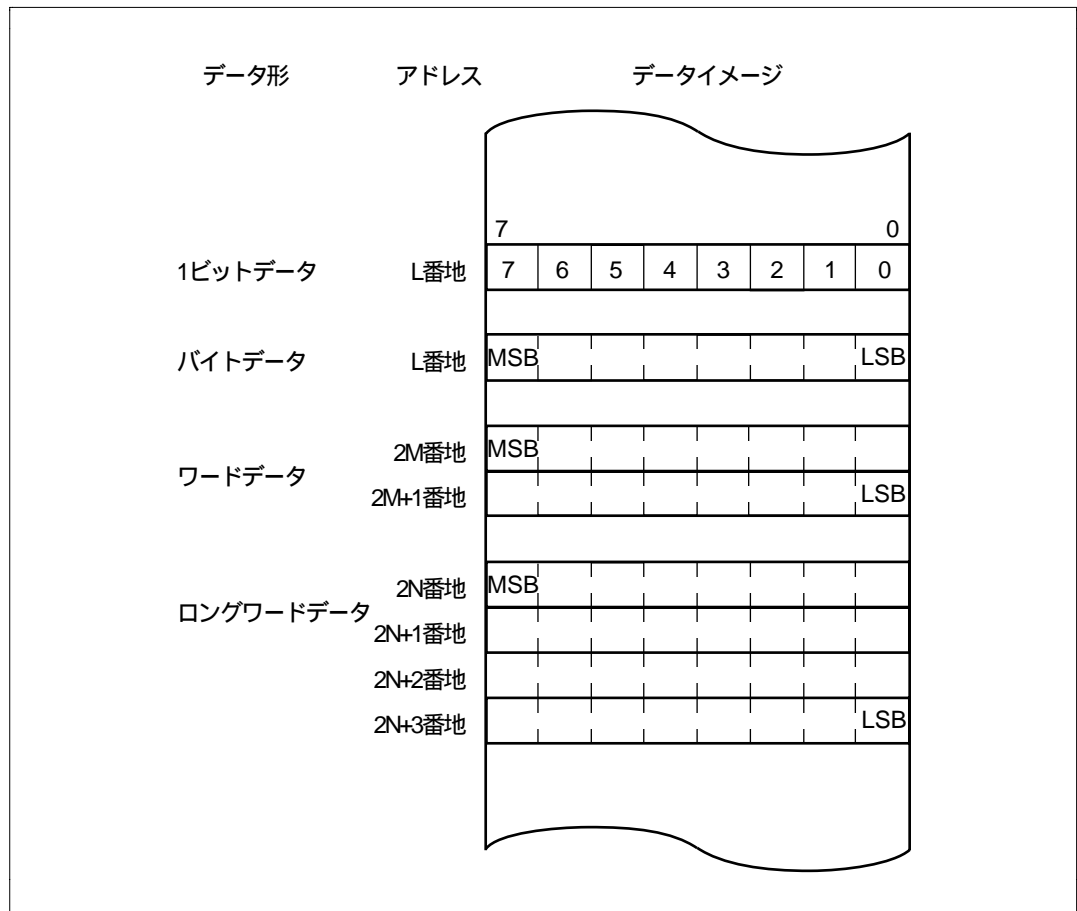 データ形 アドレス データイメージ
7 0
1ビットデータ L番地 7 6 5 4 3 2 1 0
バイトデータ L番地 MSB LSB
2M番地 MSB
ワードデータ
2M+1番地 LSB
2N番地 MSB
ロングワードデータ
2N+1番地
2N+2番地
2N+3番地 LSB